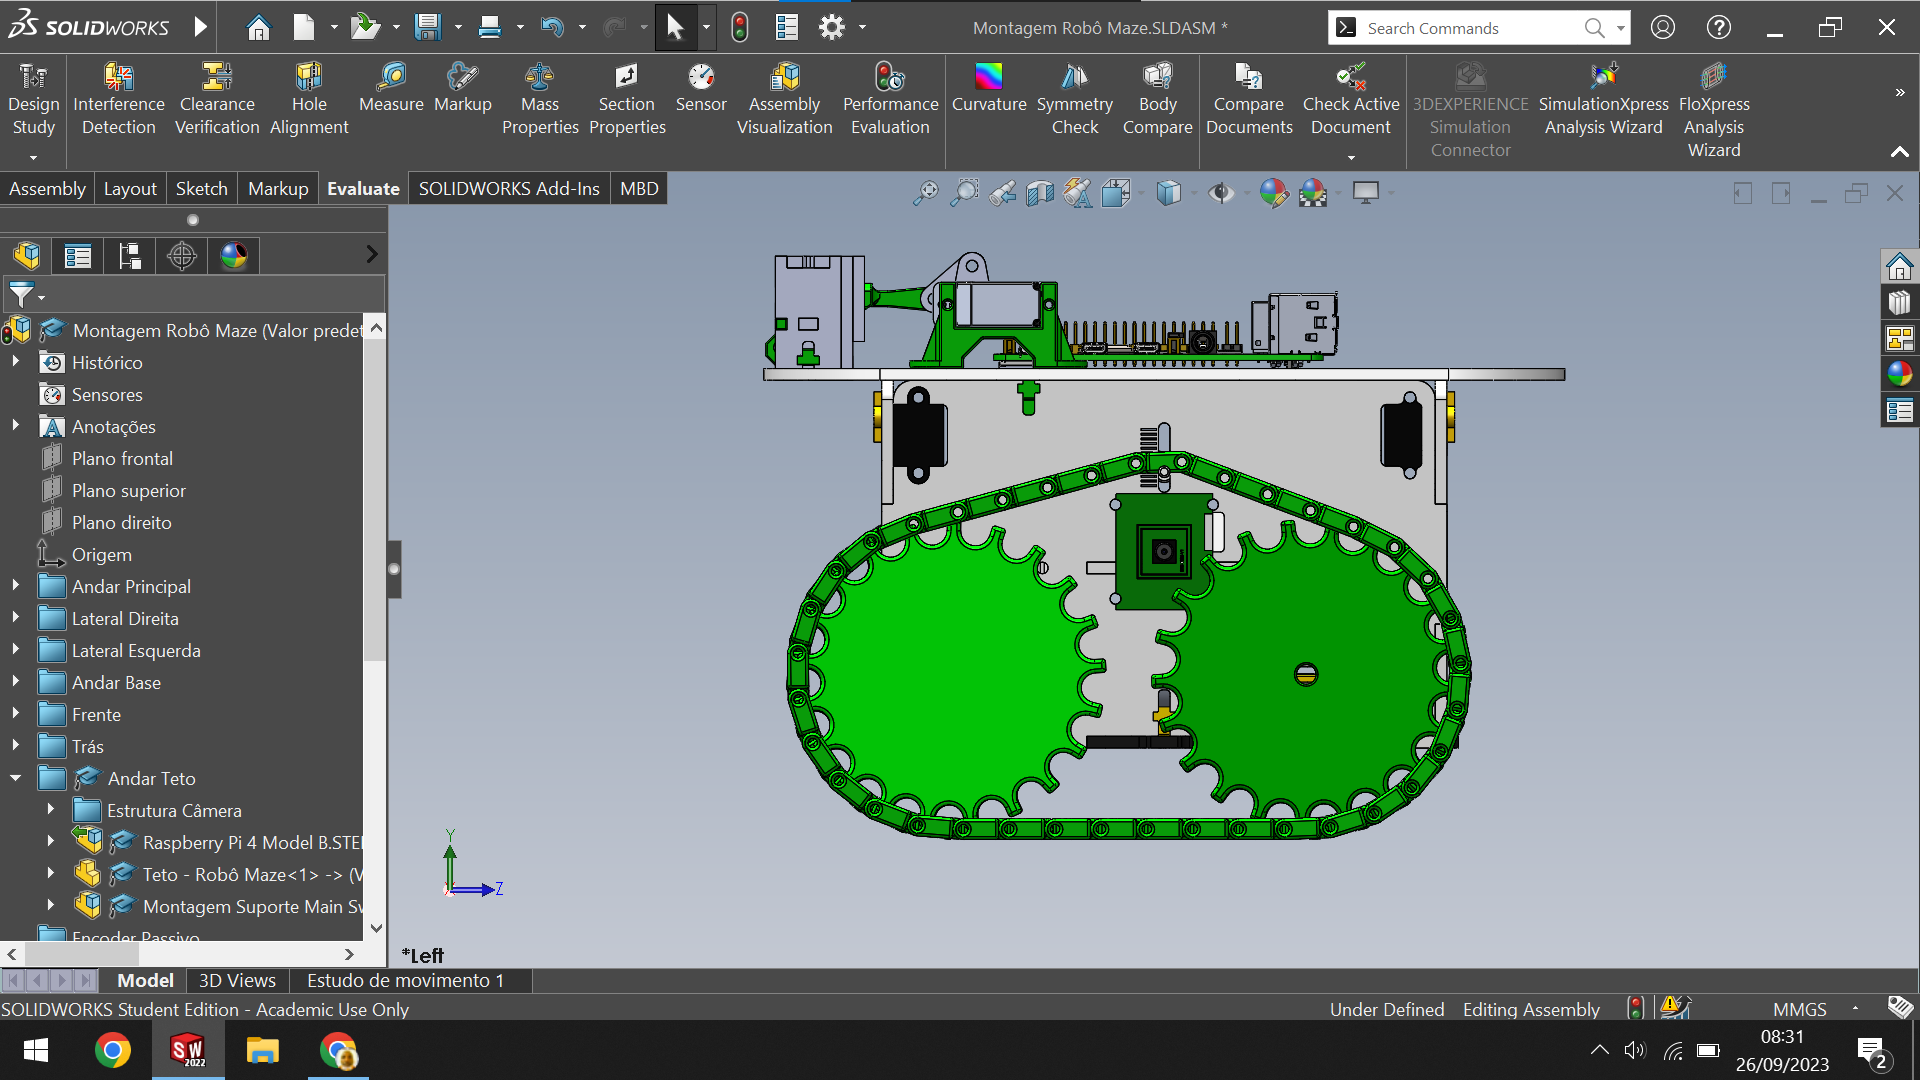 SOLIDWORKS
Montagem Robô Maze.SLDASM *
Search Commands
Design Study
Interference Detection
Clearance Verification
Hole Alignment
Measure
Markup
Mass Properties
Section Properties
Sensor
Assembly Visualization
Performance Evaluation
Curvature
Symmetry Check
Body Compare
Compare Documents
Check Active Document
3DEXPERIENCE Simulation Connector
SimulationXpress Analysis Wizard
FloXpress Analysis Wizard
Assembly
Layout
Sketch
Markup
Evaluate
SOLIDWORKS Add-Ins
MBD
Montagem Robô Maze (Valor predet
Histórico
Sensores
Anotações
Plano frontal
Plano superior
Plano direito
Origem
Andar Principal
Lateral Direita
Lateral Esquerda
Andar Base
Frente
Trás
Andar Teto
Estrutura Câmera
Raspberry Pi 4 Model B.STE
Teto - Robô Maze<1> -> (V
Montagem Suporte Main Sw
Encoder Passivo
Y
Z
*Left
Model
3D Views
Estudo de movimento 1
SOLIDWORKS Student Edition - Academic Use Only
Under Defined
Editing Assembly
MMGS
SW
2022
08:31
26/09/2023
2